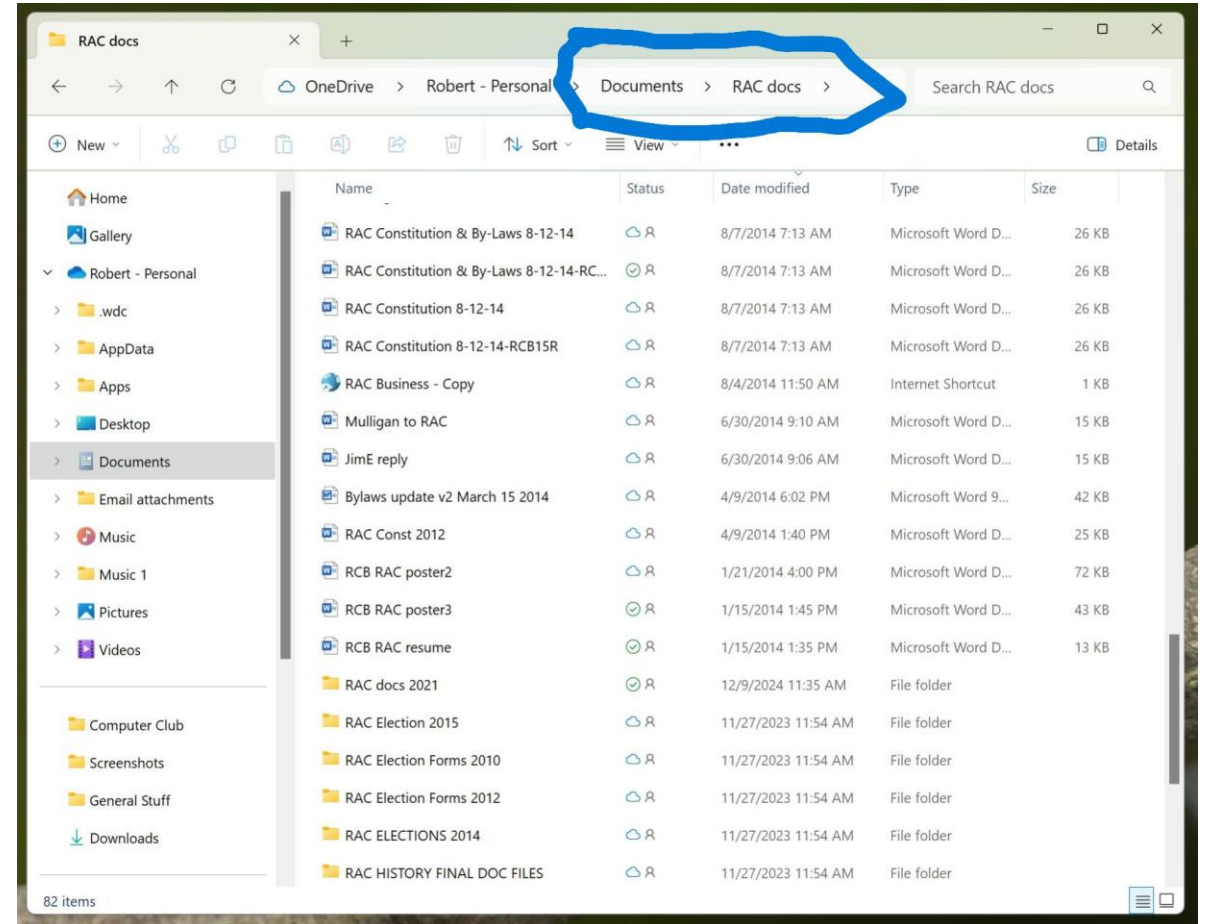 RAC docs
OneDrive > Robert - Personal > Documents > RAC docs > Search RAC docs
New Sort View ... Details
Name Status Date modified Type Size
Home
Gallery
Robert - Personal
.wdc
AppData
Apps
Desktop
Documents
Email attachments
Music
Music 1
Pictures
Videos
Computer Club
Screenshots
General Stuff
Downloads
RAC Constitution & By-Laws 8-12-14 8/7/2014 7:13 AM Microsoft Word D... 26 KB
RAC Constitution & By-Laws 8-12-14-RC... 8/7/2014 7:13 AM Microsoft Word D... 26 KB
RAC Constitution 8-12-14 8/7/2014 7:13 AM Microsoft Word D... 26 KB
RAC Constitution 8-12-14-RCB15R 8/7/2014 7:13 AM Microsoft Word D... 26 KB
RAC Business - Copy 8/4/2014 11:50 AM Internet Shortcut 1 KB
Mulligan to RAC 6/30/2014 9:10 AM Microsoft Word D... 15 KB
JimE reply 6/30/2014 9:06 AM Microsoft Word D... 15 KB
Bylaws update v2 March 15 2014 4/9/2014 6:02 PM Microsoft Word 9... 42 KB
RAC Const 2012 4/9/2014 1:40 PM Microsoft Word D... 25 KB
RCB RAC poster2 1/21/2014 4:00 PM Microsoft Word D... 72 KB
RCB RAC poster3 1/15/2014 1:45 PM Microsoft Word D... 43 KB
RCB RAC resume 1/15/2014 1:35 PM Microsoft Word D... 13 KB
RAC docs 2021 12/9/2024 11:35 AM File folder
RAC Election 2015 11/27/2023 11:54 AM File folder
RAC Election Forms 2010 11/27/2023 11:54 AM File folder
RAC Election Forms 2012 11/27/2023 11:54 AM File folder
RAC ELECTIONS 2014 11/27/2023 11:54 AM File folder
RAC HISTORY FINAL DOC FILES 11/27/2023 11:54 AM File folder
82 items